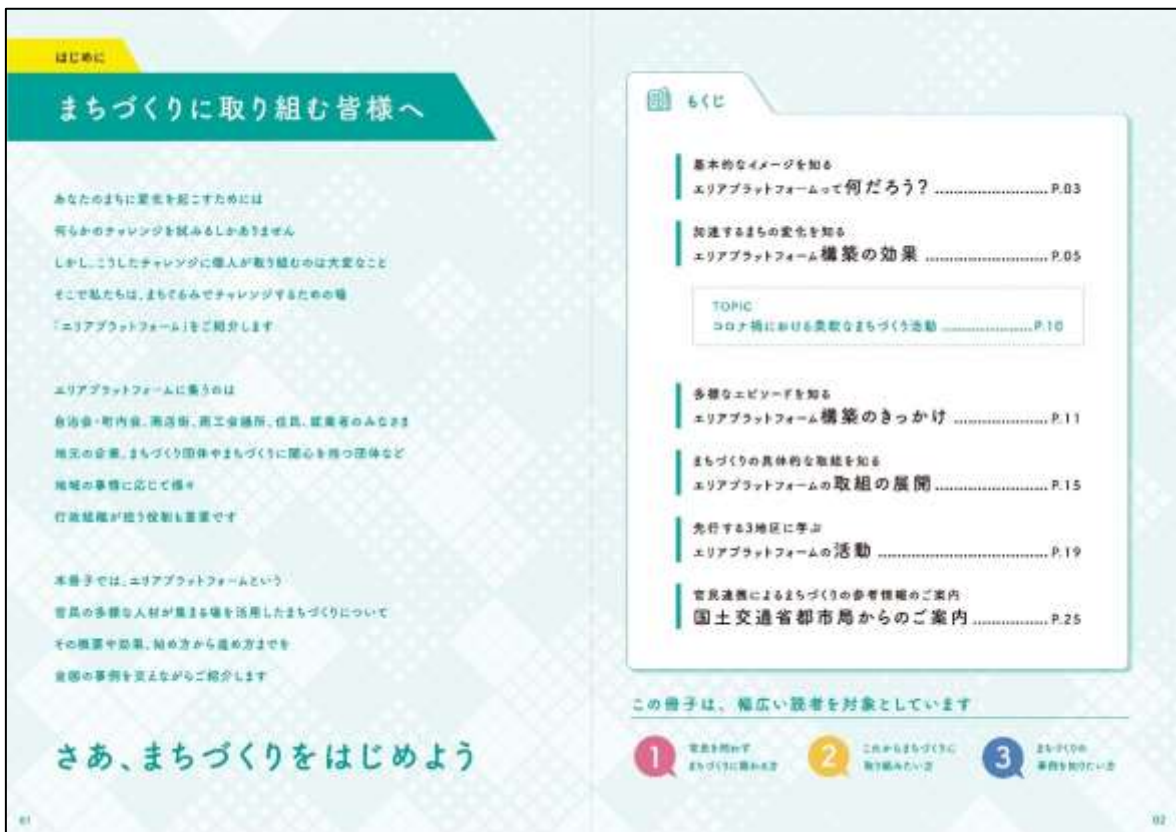 はじめに
まちづくりに取り組む皆様へ
あなたのまちに変化を起こすためには
何らかのチャレンジを試みるしかありません
しかし、こうしたチャレンジに個人が取り組むのは大変なこと
そこで私たちは、まちぐるみでチャレンジするための場
「エリアプラットフォーム」をご紹介します
エリアプラットフォームに集うのは
自治会・町内会、商店街、商工会議所、住民、就業者のみなさま
地元の企業、まちづくり団体やまちづくりに関心を持つ団体など
地域の事情に応じて様々
行政組織が担う役割も重要です
本冊子では、エリアプラットフォームという
官民の多様な人材が集まる場を活用したまちづくりについて
その概要や効果、始め方から進め方までを
全国の事例を交えながらご紹介します
さあ、まちづくりをはじめよう
01
もくじ
基本的なイメージを知る
エリアプラットフォームって何だろう? ........................... P.03
加速するまちの変化を知る
エリアプラットフォーム構築の効果 ............................. P.05
TOPIC
コロナ禍における柔軟なまちづくり活動 ......................P.10
多様なエピソードを知る
エリアプラットフォーム構築のきっかけ ........................ P.11
まちづくりの具体的な取組を知る
エリアプラットフォームの取組の展開 ........................... P.15
先行する3地区に学ぶ
エリアプラットフォームの活動 ......................................... P.19
官民連携によるまちづくりの参考情報のご案内
国土交通省都市局からのご案内 .................. P.25
この冊子は、幅広い読者を対象としています
1
官民を問わず
まちづくりに関わる方
2
これからまちづくりに
取り組みたい方
3
まちづくりの
事例を知りたい方
02